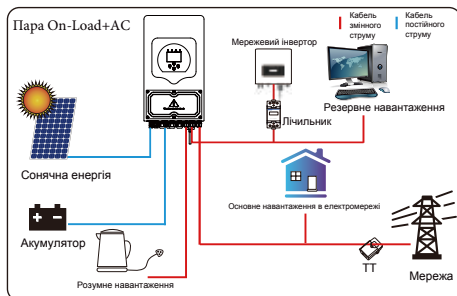 Пара On-Load+AC
Кабель
змінного
струму
Кабель
постійного
струму
Мережевий інвертор
Лічильник
Резервне навантаження
Сонячна енергія
Основне навантаження в електромережі
Акумулятор
ТТ
Мережа
Розумне навантаження